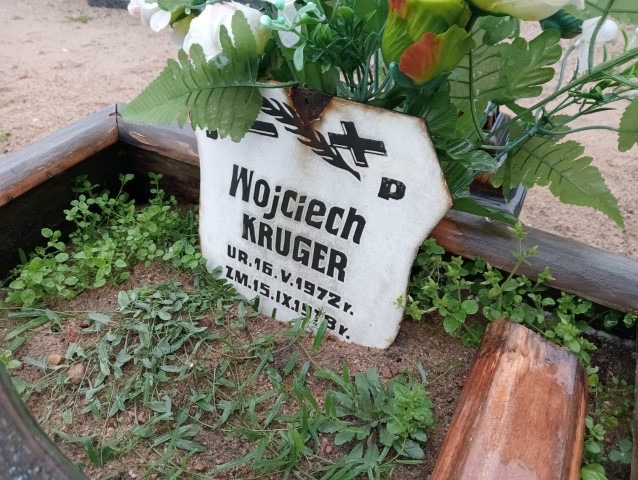 P
Wojciech
KRUGER
UR. 16. V. 1972 r.
ZM. 15. IX
r.